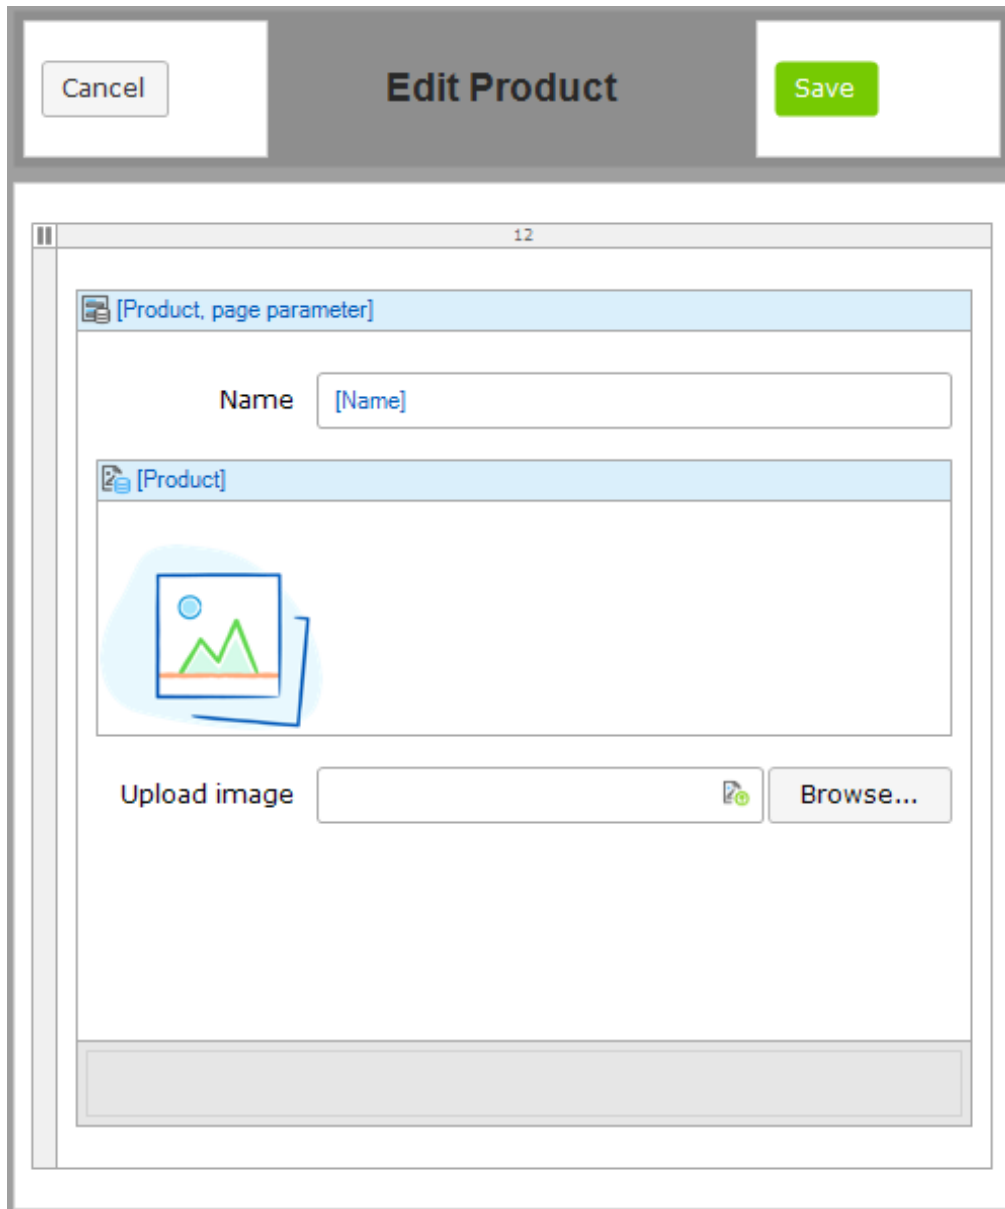 Cancel
Edit Product
Save
12
[Product, page parameter]
Name
[Name]
[Product]
Upload image
Browse...